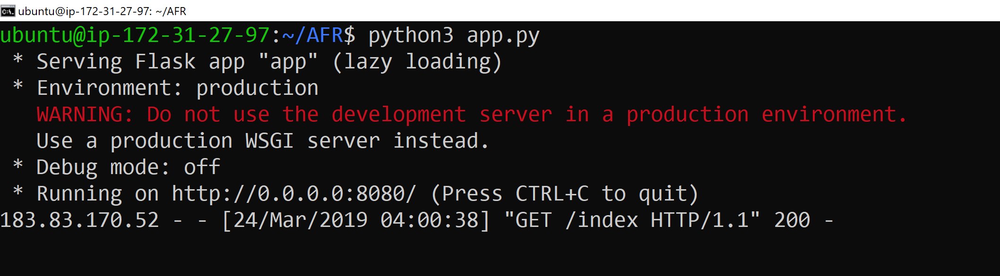 ubuntu@ip-172-31-27-97: ~/AFR
ubuntu@ip-172-31-27-97:~/AFR$ python3 app.py
 * Serving Flask app "app" (lazy loading)
 * Environment: production
   WARNING: Do not use the development server in a production environment.
   Use a production WSGI server instead.
 * Debug mode: off
 * Running on http://0.0.0.0:8080/ (Press CTRL+C to quit)
183.83.170.52 - - [24/Mar/2019 04:00:38] "GET /index HTTP/1.1" 200 -